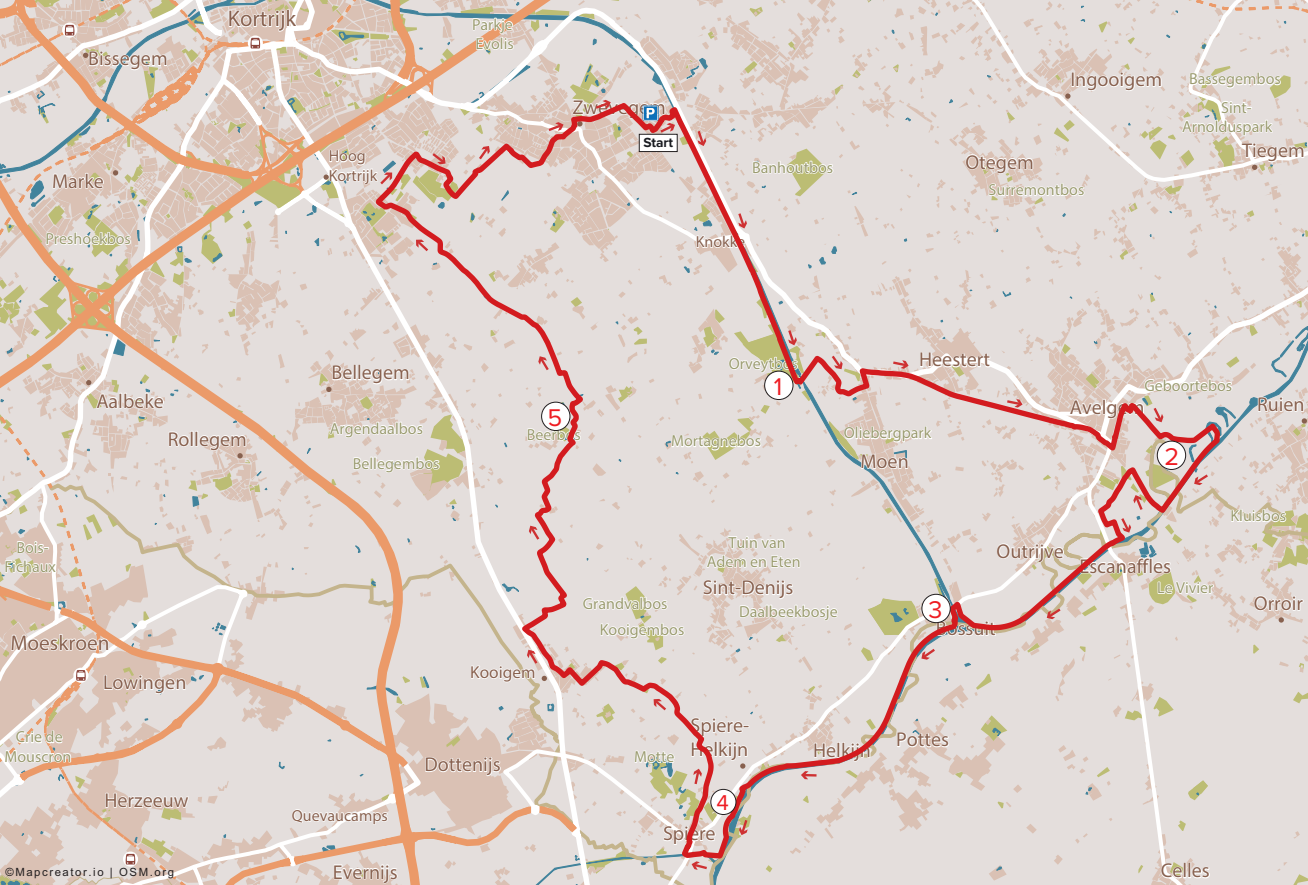 Kortrijk
Parkje
Evolis
Bissegem
Ingooigem
Bassegembos
Zwevegem
P
Start
Sint-
Arnolduspark
Tiegem
Hoog
Kortrijk
Banhoutbos
Otegem
Surremontbos
Marke
Preshoekbos
Knokke
Orveytbos
Heestert
1
Bellegem
Geboortebos
Aalbeke
Avelgem
Ruien
5
Argendaalbos
Beerbos
Rollegem
Mortagnebos
Oliebergpark
Moen
2
Bellegembos
Kluisbos
Bois-
Fichaux
Tuin van
Adem en Eten
Outrijve
Escanaffles
Sint-Denijs
Le Vivier
Grandvalbos
Daalbeekbosje
3
Orroir
Kooigembos
Bossuit
Moeskroen
Kooigem
Lowingen
Spiere-
Helkijn
Crie de
Mouscron
Motte
Helkijn
Pottes
Dottenijs
Herzeeuw
4
Quevaucamps
Spiere
Evernijs
Celles
©Mapcreator.io | OSM.org